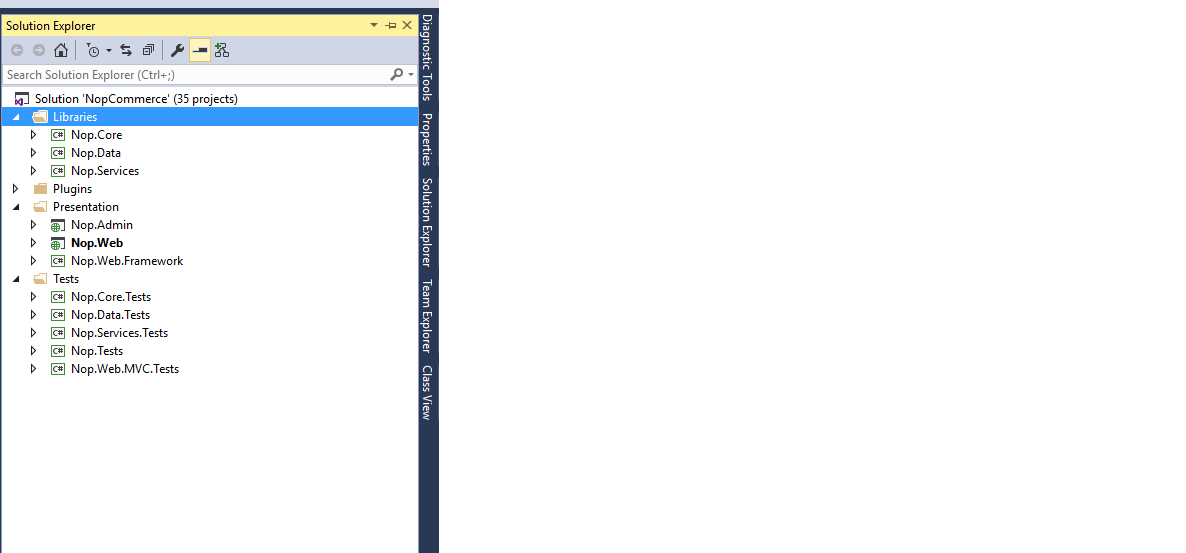 Solution Explorer
Search Solution Explorer (Ctrl+;)
Solution 'NopCommerce' (35 projects)
Libraries
C# Nop.Core
C# Nop.Data
C# Nop.Services
Plugins
Presentation
Nop.Admin
Nop.Web
C# Nop.Web.Framework
Tests
C# Nop.Core.Tests
C# Nop.Data.Tests
C# Nop.Services.Tests
C# Nop.Tests
C# Nop.Web.MVC.Tests
Diagnostic Tools
Properties
Solution Explorer
Team Explorer
Class View